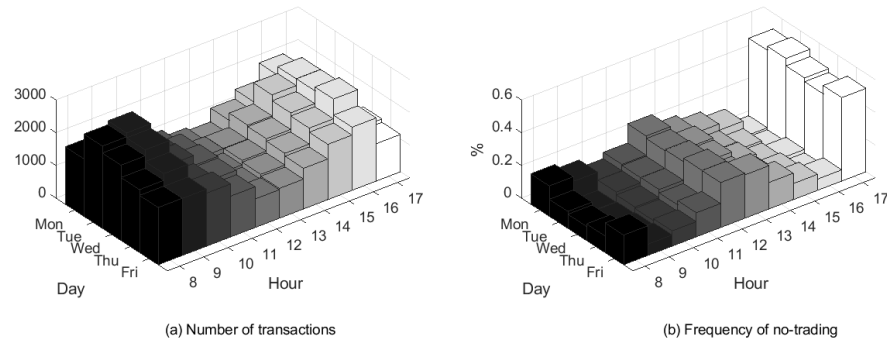 3000
2000
1000
0
Mon
Tue
Wed
Thu
Fri
Day
8
9
10
11
12
13
14
15
16
17
Hour
(a) Number of transactions
0.6
0.4
0.2
0
%
Mon
Tue
Wed
Thu
Fri
Day
8
9
10
11
12
13
14
15
16
17
Hour
(b) Frequency of no-trading